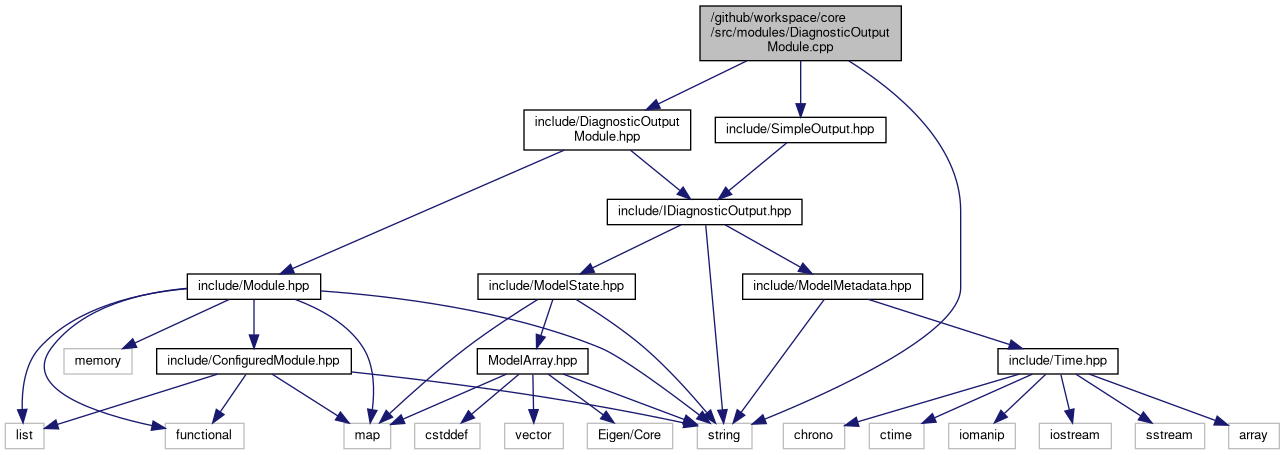 /github/workspace/core
/src/modules/DiagnosticOutput
Module.cpp
include/DiagnosticOutput
Module.hpp
include/SimpleOutput.hpp
include/IDiagnosticOutput.hpp
include/Module.hpp
include/ModelState.hpp
include/ModelMetadata.hpp
memory
include/ConfiguredModule.hpp
ModelArray.hpp
include/Time.hpp
list
functional
map
cstddef
vector
Eigen/Core
string
chrono
ctime
iomanip
iostream
sstream
array